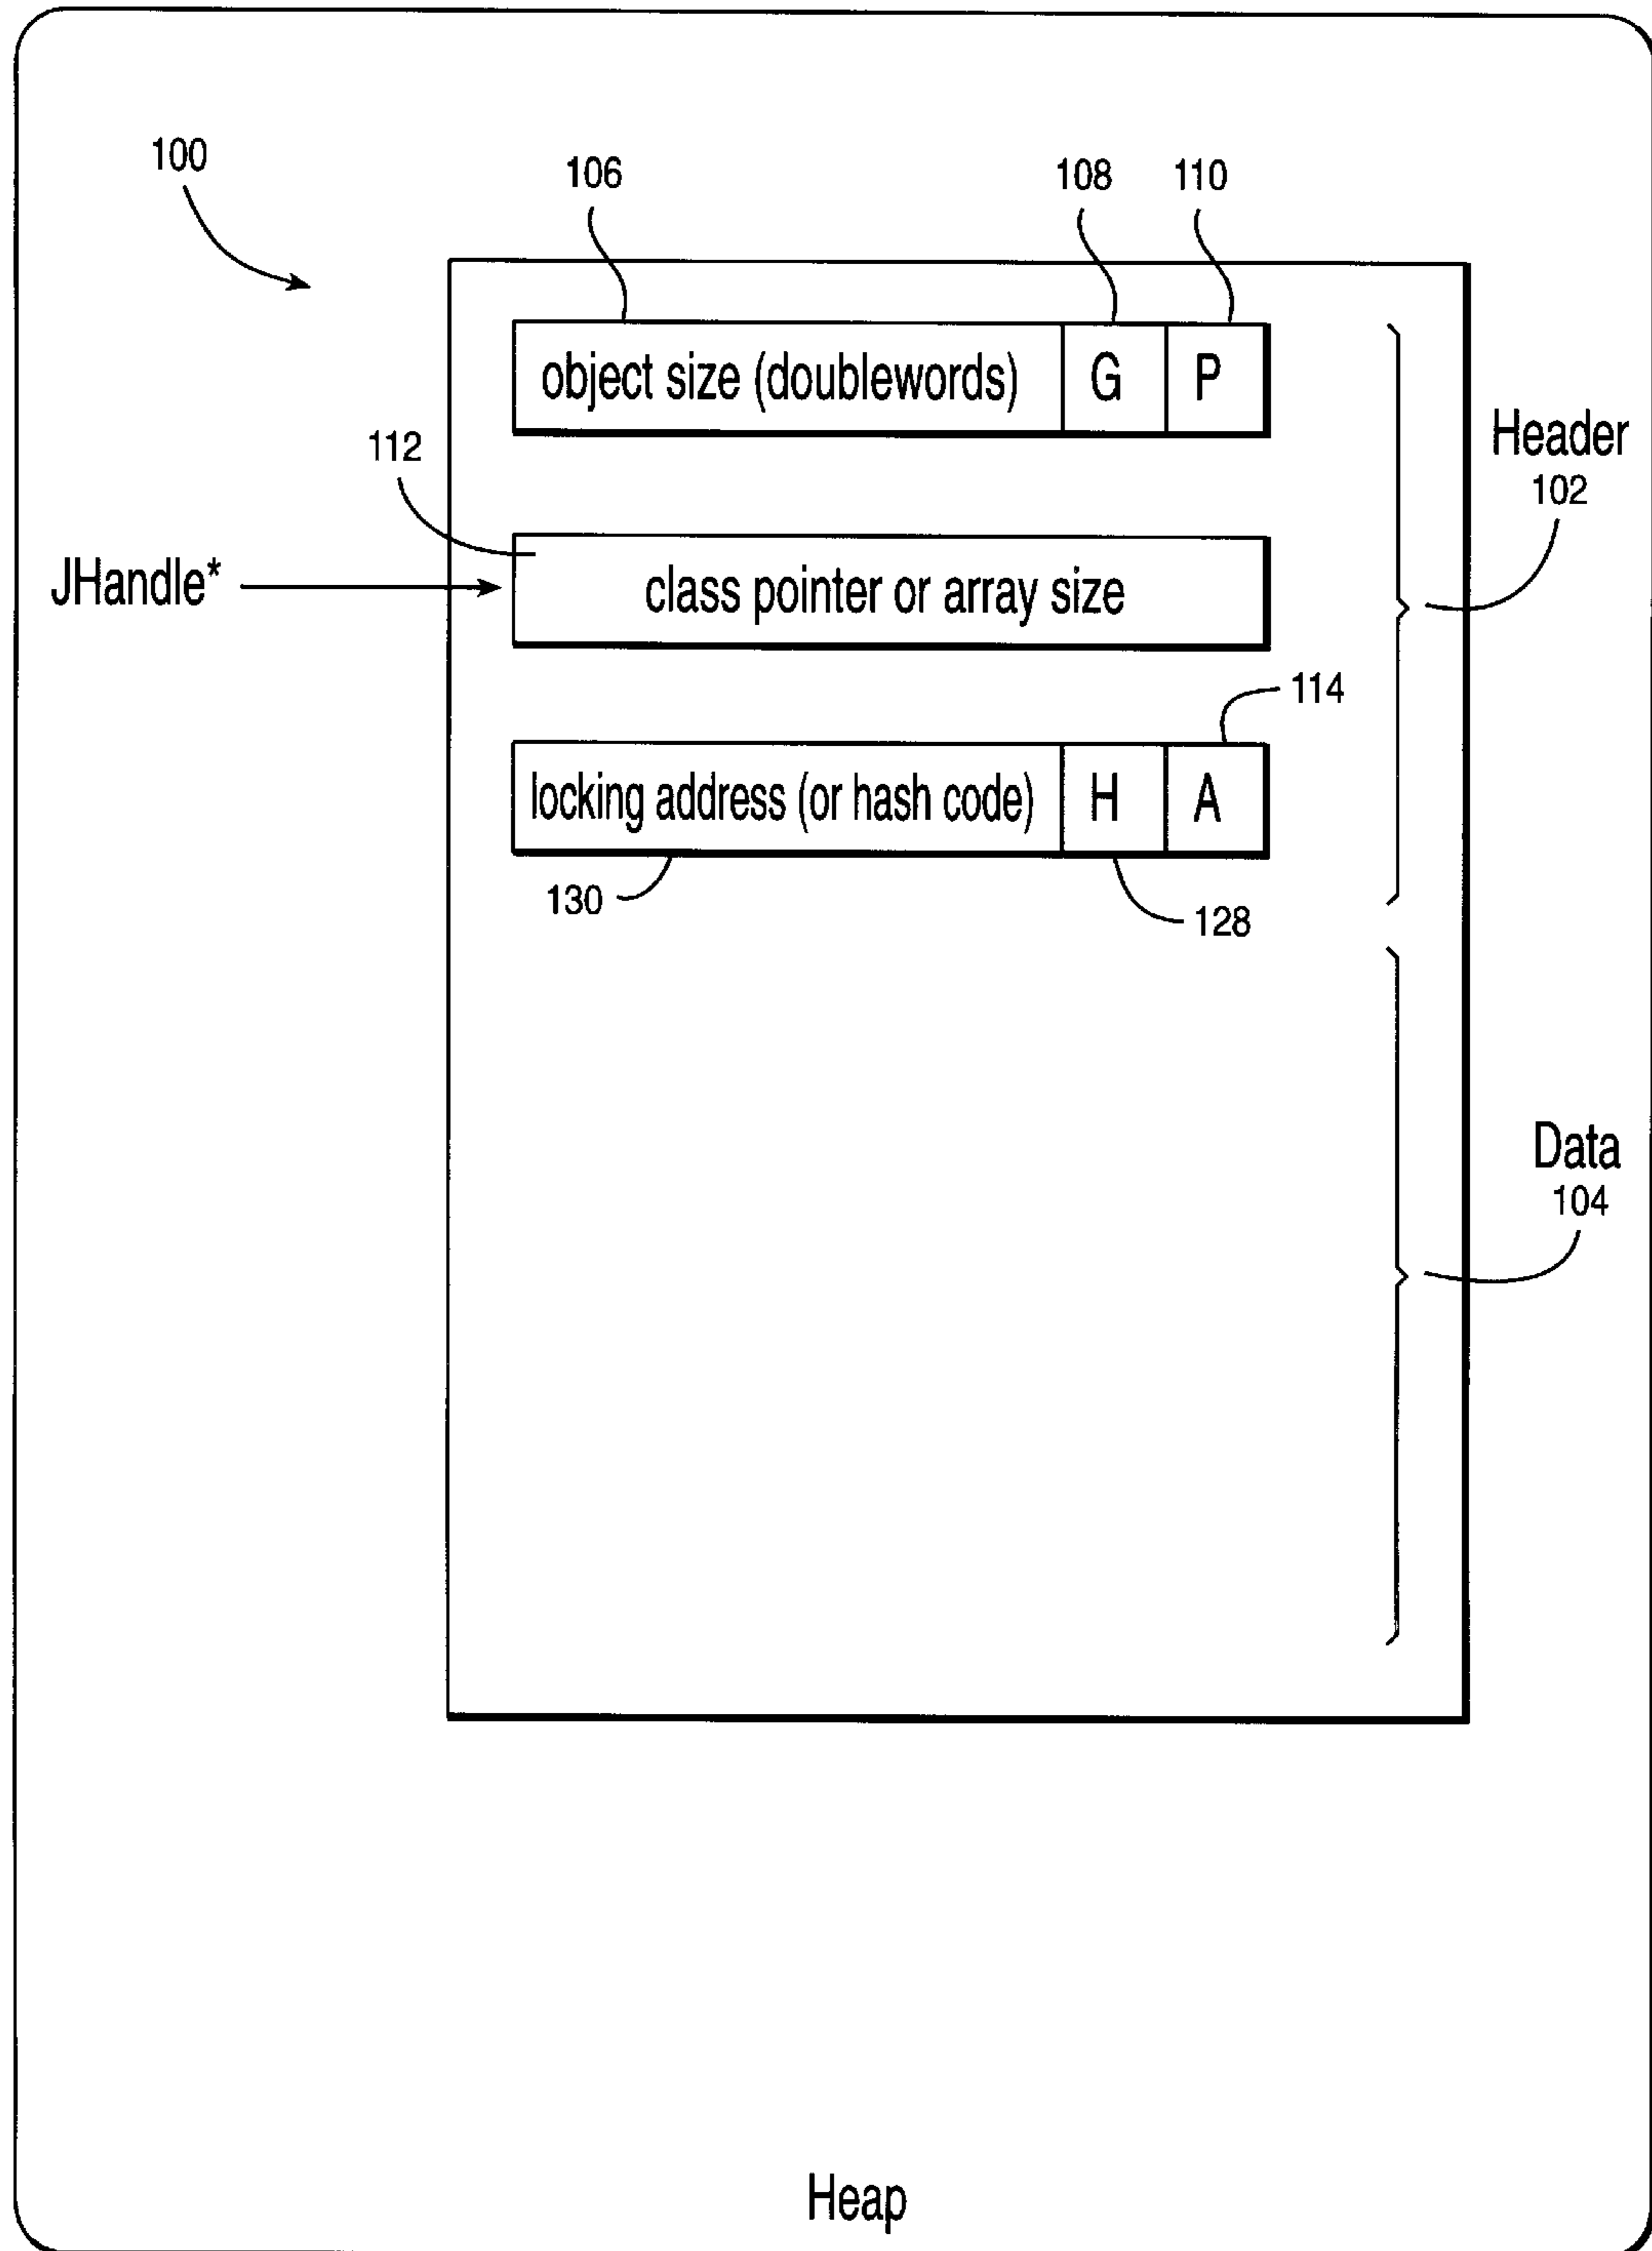 100
106
108
110
object size (doublewords) G P
Header
102
112
JHandle*
class pointer or array size
114
locking address (or hash code) H A
130
128
Data
104
Heap